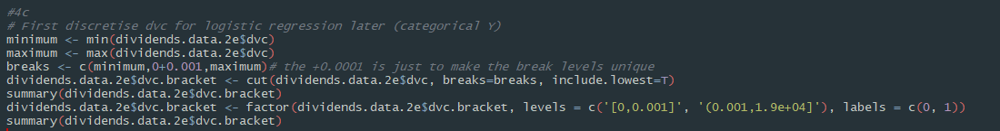 #4c
# First discretise dvc for logistic regression later (categorical Y)
minimum <- min(dividends.data.2e$dvc)
maximum <- max(dividends.data.2e$dvc)
breaks <- c(minimum,0+0.001,maximum)# the +0.0001 is just to make the break levels unique
dividends.data.2e$dvc.bracket <- cut(dividends.data.2e$dvc, breaks=breaks, include.lowest=T)
summary(dividends.data.2e$dvc.bracket)
dividends.data.2e$dvc.bracket <- factor(dividends.data.2e$dvc.bracket, levels = c('[0,0.001]', '(0.001,1.9e+04]'), labels = c(0, 1))
summary(dividends.data.2e$dvc.bracket)